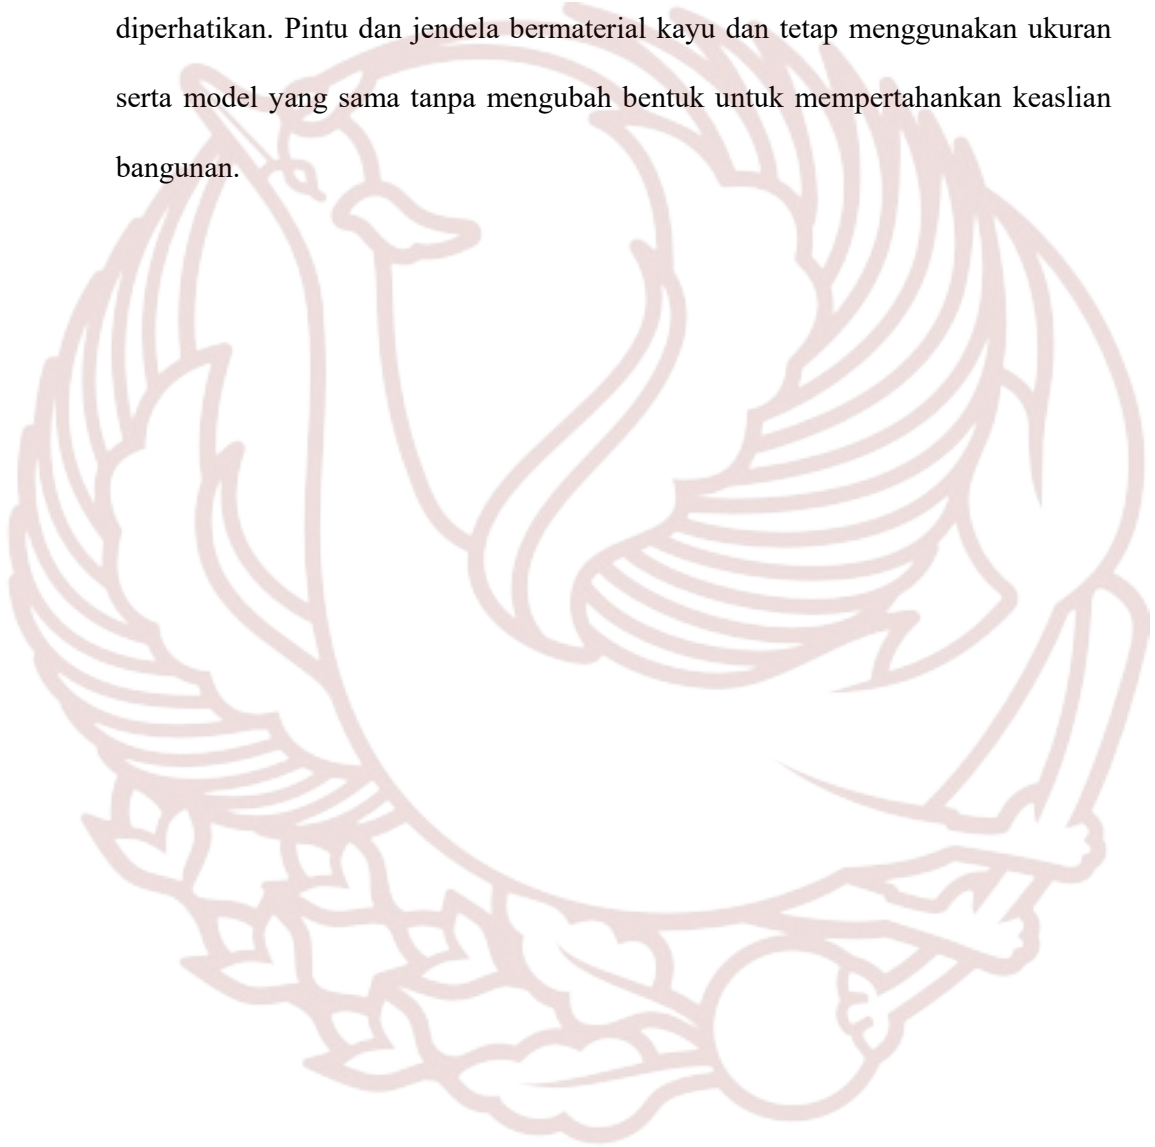 diperhatikan. Pintu dan jendela bermaterial kayu dan tetap menggunakan ukuran
serta model yang sama tanpa mengubah bentuk untuk mempertahankan keaslian
bangunan.